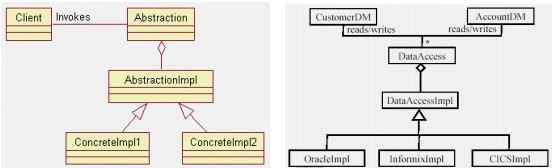 Client
Invokes
Abstraction
AbstractionImpl
ConcreteImpl1
ConcreteImpl2
CustomerDM
AccountDM
reads/writes
reads/writes
*
DataAccess
DataAccessImpl
OracleImpl
InformixImpl
CICSImpl